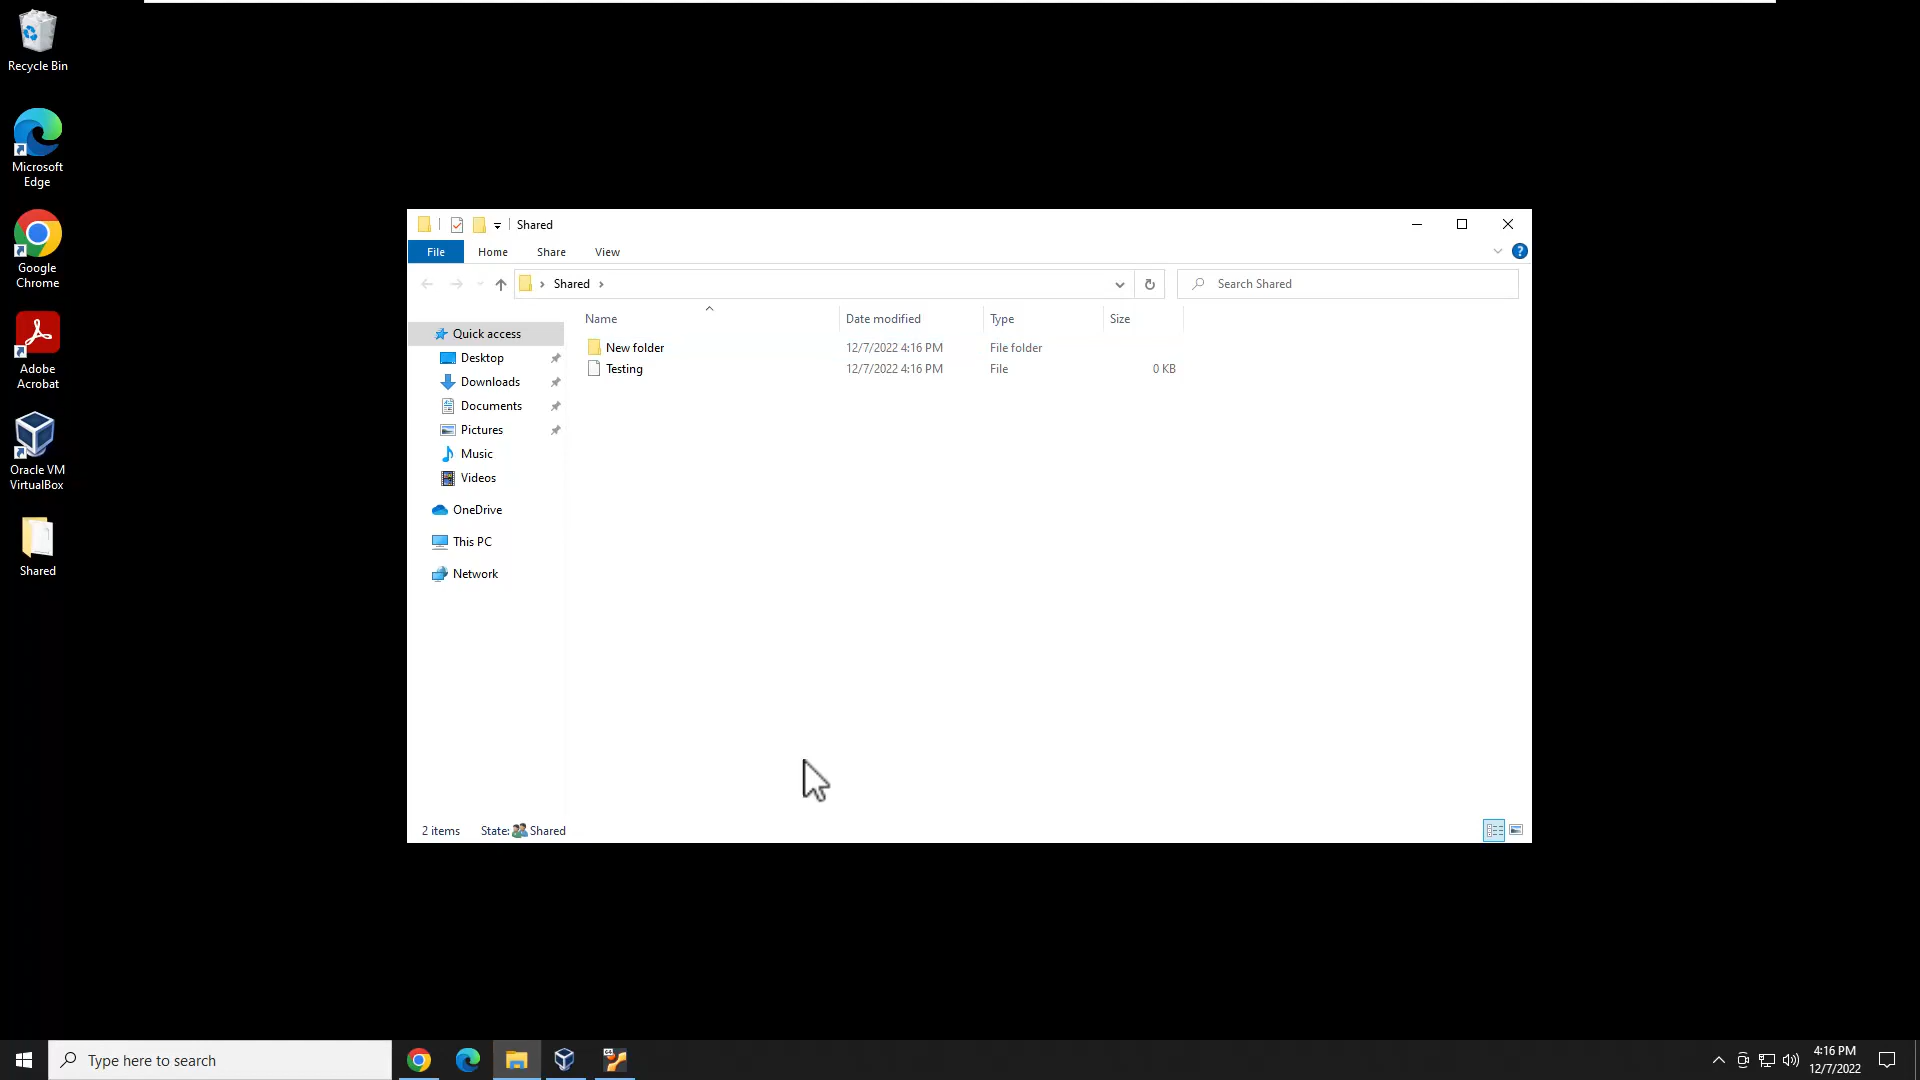 Recycle Bin
Microsoft
Edge
Google
Chrome
Adobe
Acrobat
Oracle VM
VirtualBox
Shared
Shared
File Home Share View
Shared
Search Shared
Name Date modified Type Size
New folder 12/7/2022 4:16 PM File folder
Testing 12/7/2022 4:16 PM File 0 KB
Quick access
Desktop
Downloads
Documents
Pictures
Music
Videos
OneDrive
This PC
Network
2 items State: Shared
Type here to search
4:16 PM
12/7/2022